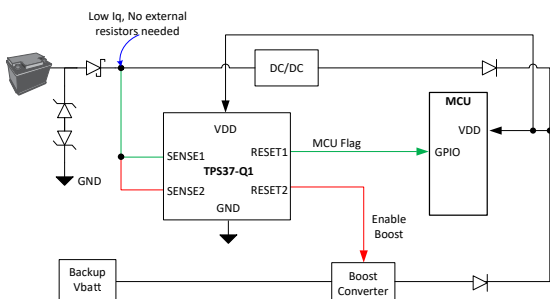 Low Iq, No external
resistors needed
DC/DC
MCU
VDD
VDD
SENSE1
RESET1
MCU Flag
GPIO
TPS37-Q1
SENSE2
RESET2
GND
GND
Enable
Boost
Backup
Vbatt
Boost
Converter